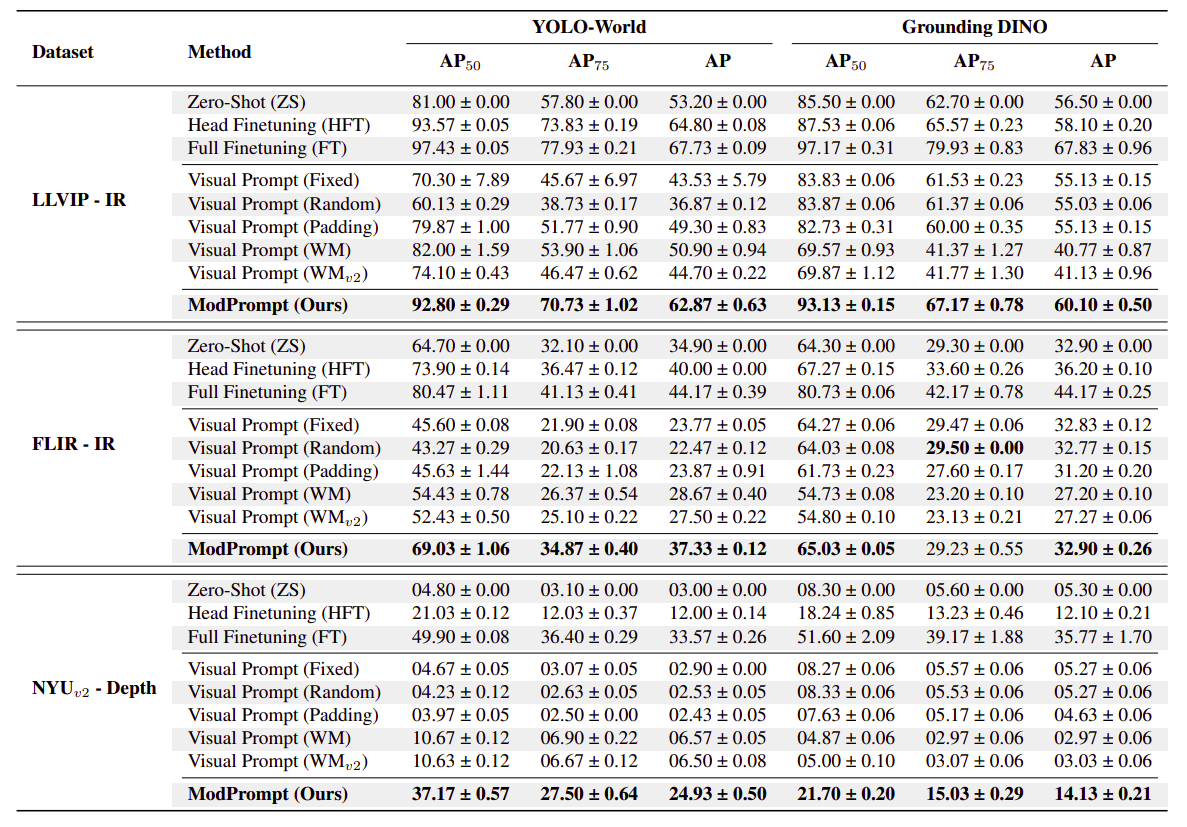 Dataset Method YOLO-World Grounding DINO
AP50 AP75 AP AP50 AP75 AP
LLVIP - IR
Zero-Shot (ZS) 81.00 ± 0.00 57.80 ± 0.00 53.20 ± 0.00 85.50 ± 0.00 62.70 ± 0.00 56.50 ± 0.00
Head Finetuning (HFT) 93.57 ± 0.05 73.83 ± 0.19 64.80 ± 0.08 87.53 ± 0.06 65.57 ± 0.23 58.10 ± 0.20
Full Finetuning (FT) 97.43 ± 0.05 77.93 ± 0.21 67.73 ± 0.09 97.17 ± 0.31 79.93 ± 0.83 67.83 ± 0.96
Visual Prompt (Fixed) 70.30 ± 7.89 45.67 ± 6.97 43.53 ± 5.79 83.83 ± 0.06 61.53 ± 0.23 55.13 ± 0.15
Visual Prompt (Random) 60.13 ± 0.29 38.73 ± 0.17 36.87 ± 0.12 83.87 ± 0.06 61.37 ± 0.06 55.03 ± 0.06
Visual Prompt (Padding) 79.87 ± 1.00 51.77 ± 0.90 49.30 ± 0.83 82.73 ± 0.31 60.00 ± 0.35 55.13 ± 0.15
Visual Prompt (WM) 82.00 ± 1.59 53.90 ± 1.06 50.90 ± 0.94 69.57 ± 0.93 41.37 ± 1.27 40.77 ± 0.87
Visual Prompt (WMv2) 74.10 ± 0.43 46.47 ± 0.62 44.70 ± 0.22 69.87 ± 1.12 41.77 ± 1.30 41.13 ± 0.96
ModPrompt (Ours) 92.80 ± 0.29 70.73 ± 1.02 62.87 ± 0.63 93.13 ± 0.15 67.17 ± 0.78 60.10 ± 0.50
FLIR - IR
Zero-Shot (ZS) 64.70 ± 0.00 32.10 ± 0.00 34.90 ± 0.00 64.30 ± 0.00 29.30 ± 0.00 32.90 ± 0.00
Head Finetuning (HFT) 73.90 ± 0.14 36.47 ± 0.12 40.00 ± 0.00 67.27 ± 0.15 33.60 ± 0.26 36.20 ± 0.10
Full Finetuning (FT) 80.47 ± 1.11 41.13 ± 0.41 44.17 ± 0.39 80.73 ± 0.06 42.17 ± 0.78 44.17 ± 0.25
Visual Prompt (Fixed) 45.60 ± 0.08 21.90 ± 0.08 23.77 ± 0.05 64.27 ± 0.06 29.47 ± 0.06 32.83 ± 0.12
Visual Prompt (Random) 43.27 ± 0.29 20.63 ± 0.17 22.47 ± 0.12 64.03 ± 0.08 29.50 ± 0.00 32.77 ± 0.15
Visual Prompt (Padding) 45.63 ± 1.44 22.13 ± 1.08 23.87 ± 0.91 61.73 ± 0.23 27.60 ± 0.17 31.20 ± 0.20
Visual Prompt (WM) 54.43 ± 0.78 26.37 ± 0.54 28.67 ± 0.40 54.73 ± 0.08 23.20 ± 0.10 27.20 ± 0.10
Visual Prompt (WMv2) 52.43 ± 0.50 25.10 ± 0.22 27.50 ± 0.22 54.80 ± 0.10 23.13 ± 0.21 27.27 ± 0.06
ModPrompt (Ours) 69.03 ± 1.06 34.87 ± 0.40 37.33 ± 0.12 65.03 ± 0.05 29.23 ± 0.55 32.90 ± 0.26
NYUv2 - Depth
Zero-Shot (ZS) 04.80 ± 0.00 03.10 ± 0.00 03.00 ± 0.00 08.30 ± 0.00 05.60 ± 0.00 05.30 ± 0.00
Head Finetuning (HFT) 21.03 ± 0.12 12.03 ± 0.37 12.00 ± 0.14 18.24 ± 0.85 13.23 ± 0.46 12.10 ± 0.21
Full Finetuning (FT) 49.90 ± 0.08 36.40 ± 0.29 33.57 ± 0.26 51.60 ± 2.09 39.17 ± 1.88 35.77 ± 1.70
Visual Prompt (Fixed) 04.67 ± 0.05 03.07 ± 0.05 02.90 ± 0.00 08.27 ± 0.06 05.57 ± 0.06 05.27 ± 0.06
Visual Prompt (Random) 04.23 ± 0.12 02.63 ± 0.05 02.53 ± 0.05 08.33 ± 0.06 05.53 ± 0.06 05.27 ± 0.06
Visual Prompt (Padding) 03.97 ± 0.05 02.50 ± 0.00 02.43 ± 0.05 07.63 ± 0.06 05.17 ± 0.06 04.63 ± 0.06
Visual Prompt (WM) 10.67 ± 0.12 06.90 ± 0.22 06.57 ± 0.05 04.87 ± 0.06 02.97 ± 0.06 02.97 ± 0.06
Visual Prompt (WMv2) 10.63 ± 0.12 06.67 ± 0.12 06.50 ± 0.08 05.00 ± 0.10 03.07 ± 0.06 03.03 ± 0.06
ModPrompt (Ours) 37.17 ± 0.57 27.50 ± 0.64 24.93 ± 0.50 21.70 ± 0.20 15.03 ± 0.29 14.13 ± 0.21